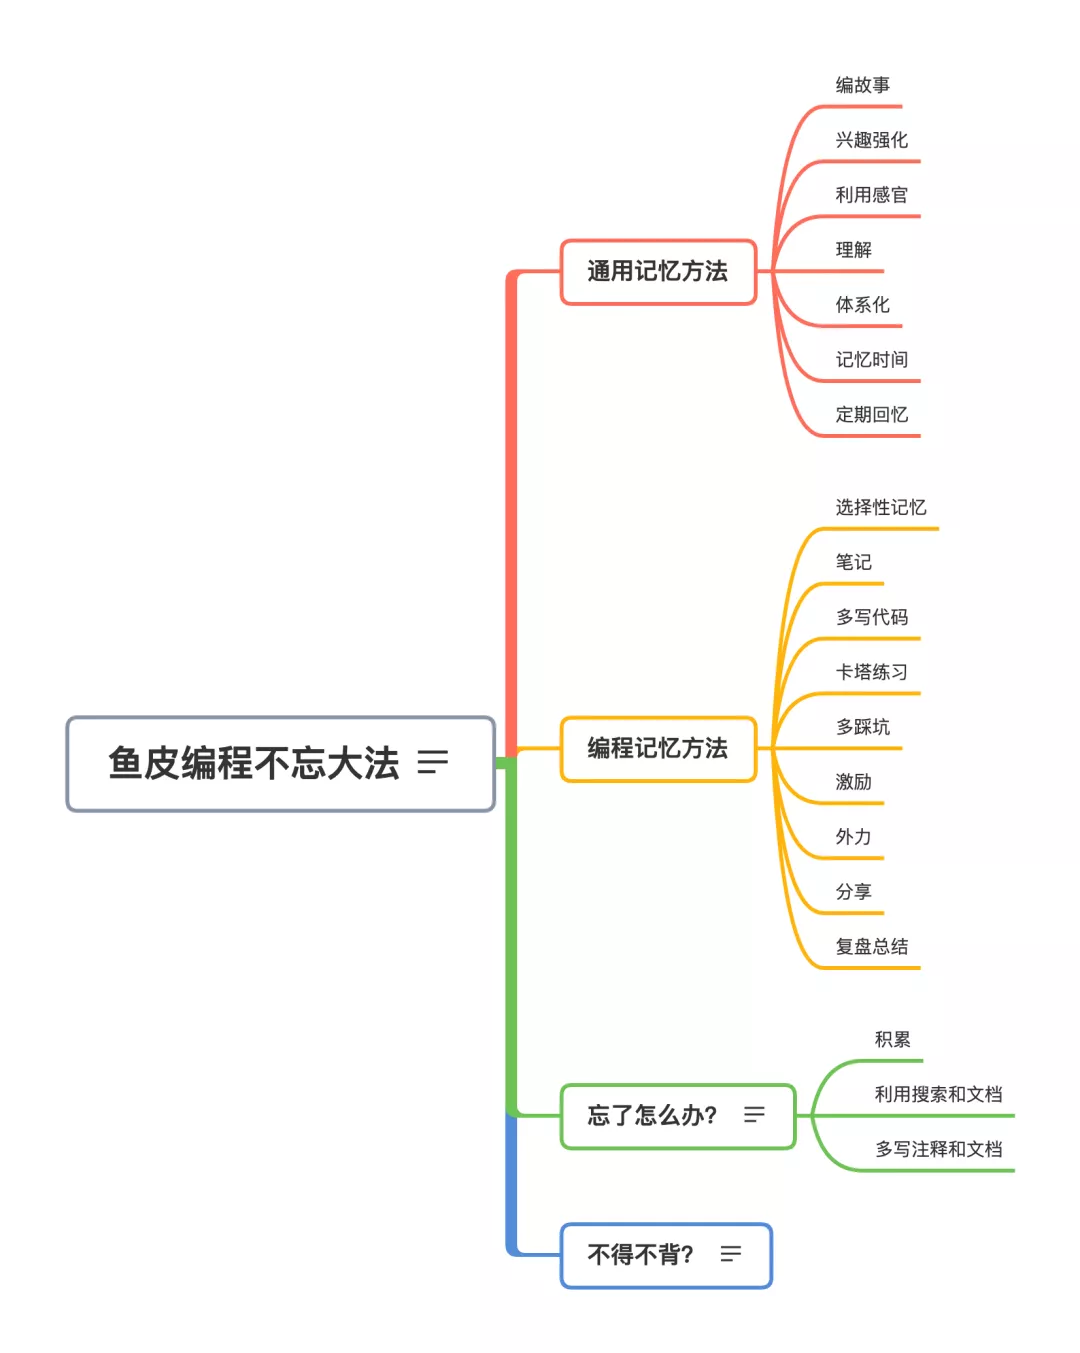 鱼皮编程不忘大法
通用记忆方法
编故事
兴趣强化
利用感官
理解
体系化
记忆时间
定期回忆
编程记忆方法
选择性记忆
笔记
多写代码
卡塔练习
多踩坑
激励
外力
分享
复盘总结
忘了怎么办?
积累
利用搜索和文档
多写注释和文档
不得不背?